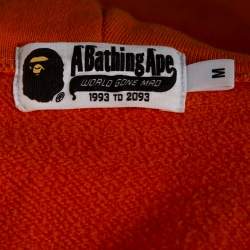 A Bathing Ape
WORLD GONE MAD
1993 TO 2093
M